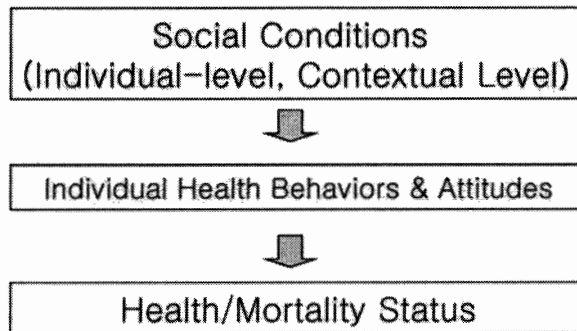 Social Conditions
(Individual-level, Contextual Level)
Individual Health Behaviors & Attitudes
Health/Mortality Status